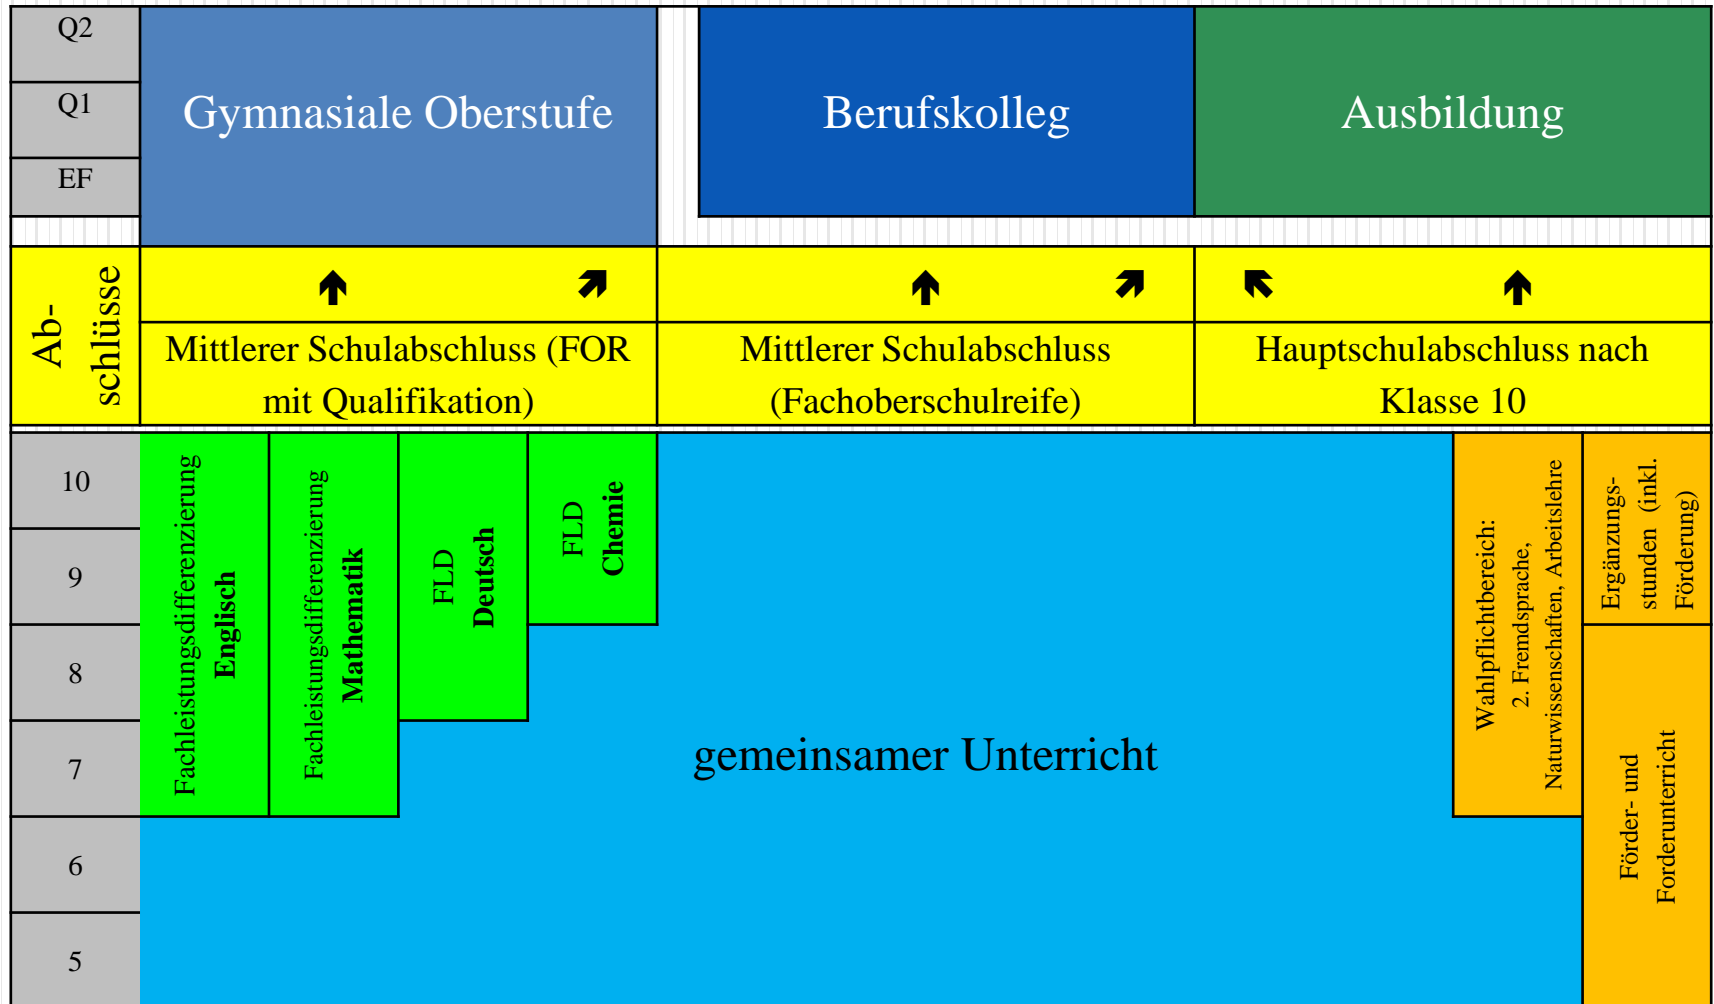 Q2
Q1
EF
Gymnasiale Oberstufe
Berufskolleg
Ausbildung
Ab-
schlüsse
Mittlerer Schulabschluss (FOR
mit Qualifikation)
Mittlerer Schulabschluss
(Fachoberschulreife)
Hauptschulabschluss nach
Klasse 10
10
9
8
7
6
5
Fachleistungsdifferenzierung
Englisch
Fachleistungsdifferenzierung
Mathematik
FLD
Deutsch
FLD
Chemie
gemeinsamer Unterricht
Wahlpflichtbereich:
2. Fremdsprache,
Naturwissenschaften, Arbeitslehre
Ergänzungs-
stunden (inkl.
Förderung)
Förder- und
Forderunterricht